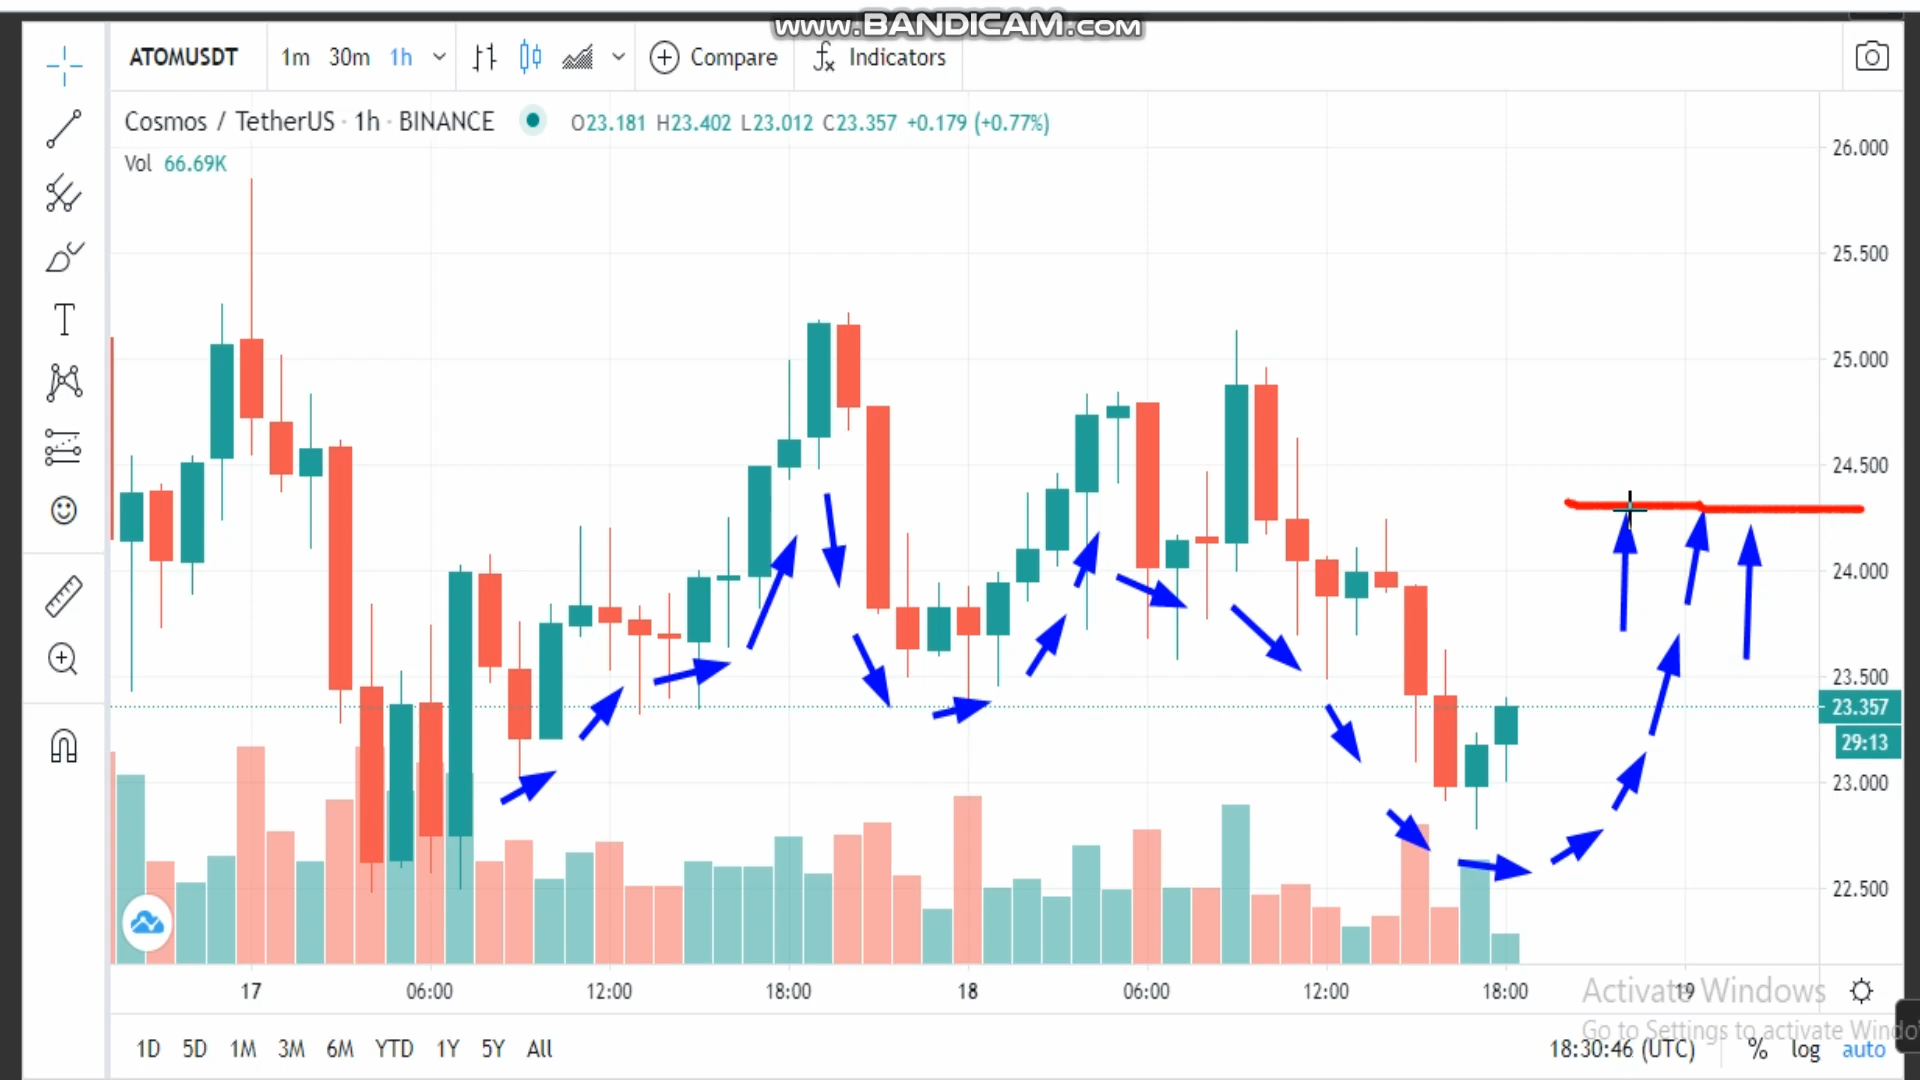 www.BANDICAM.com
ATOMUSDT 1m 30m 1h Compare Indicators
Cosmos / TetherUS · 1h · BINANCE O23.181 H23.402 L23.012 C23.357 +0.179 (+0.77%)
Vol 66.69K
26.000
25.500
25.000
24.500
24.000
23.500
23.357
29:13
23.000
22.500
17 06:00 12:00 18:00 18 06:00 12:00 18:00 19
Activate Windows
Go to Settings to activate Windo
1D 5D 1M 3M 6M YTD 1Y 5Y All 18:30:46 (UTC) % log auto